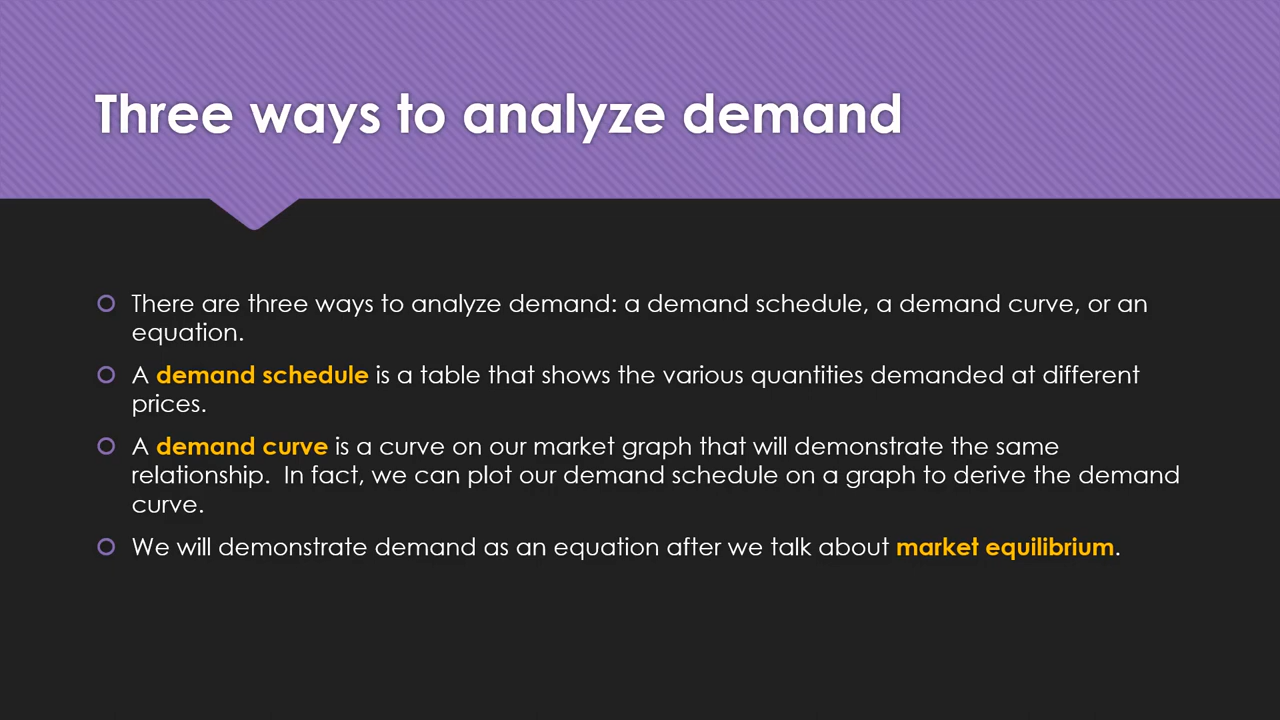 Three ways to analyze demand
There are three ways to analyze demand: a demand schedule, a demand curve, or an
equation.
A demand schedule is a table that shows the various quantities demanded at different
prices.
A demand curve is a curve on our market graph that will demonstrate the same
relationship.  In fact, we can plot our demand schedule on a graph to derive the demand
curve.
We will demonstrate demand as an equation after we talk about market equilibrium.